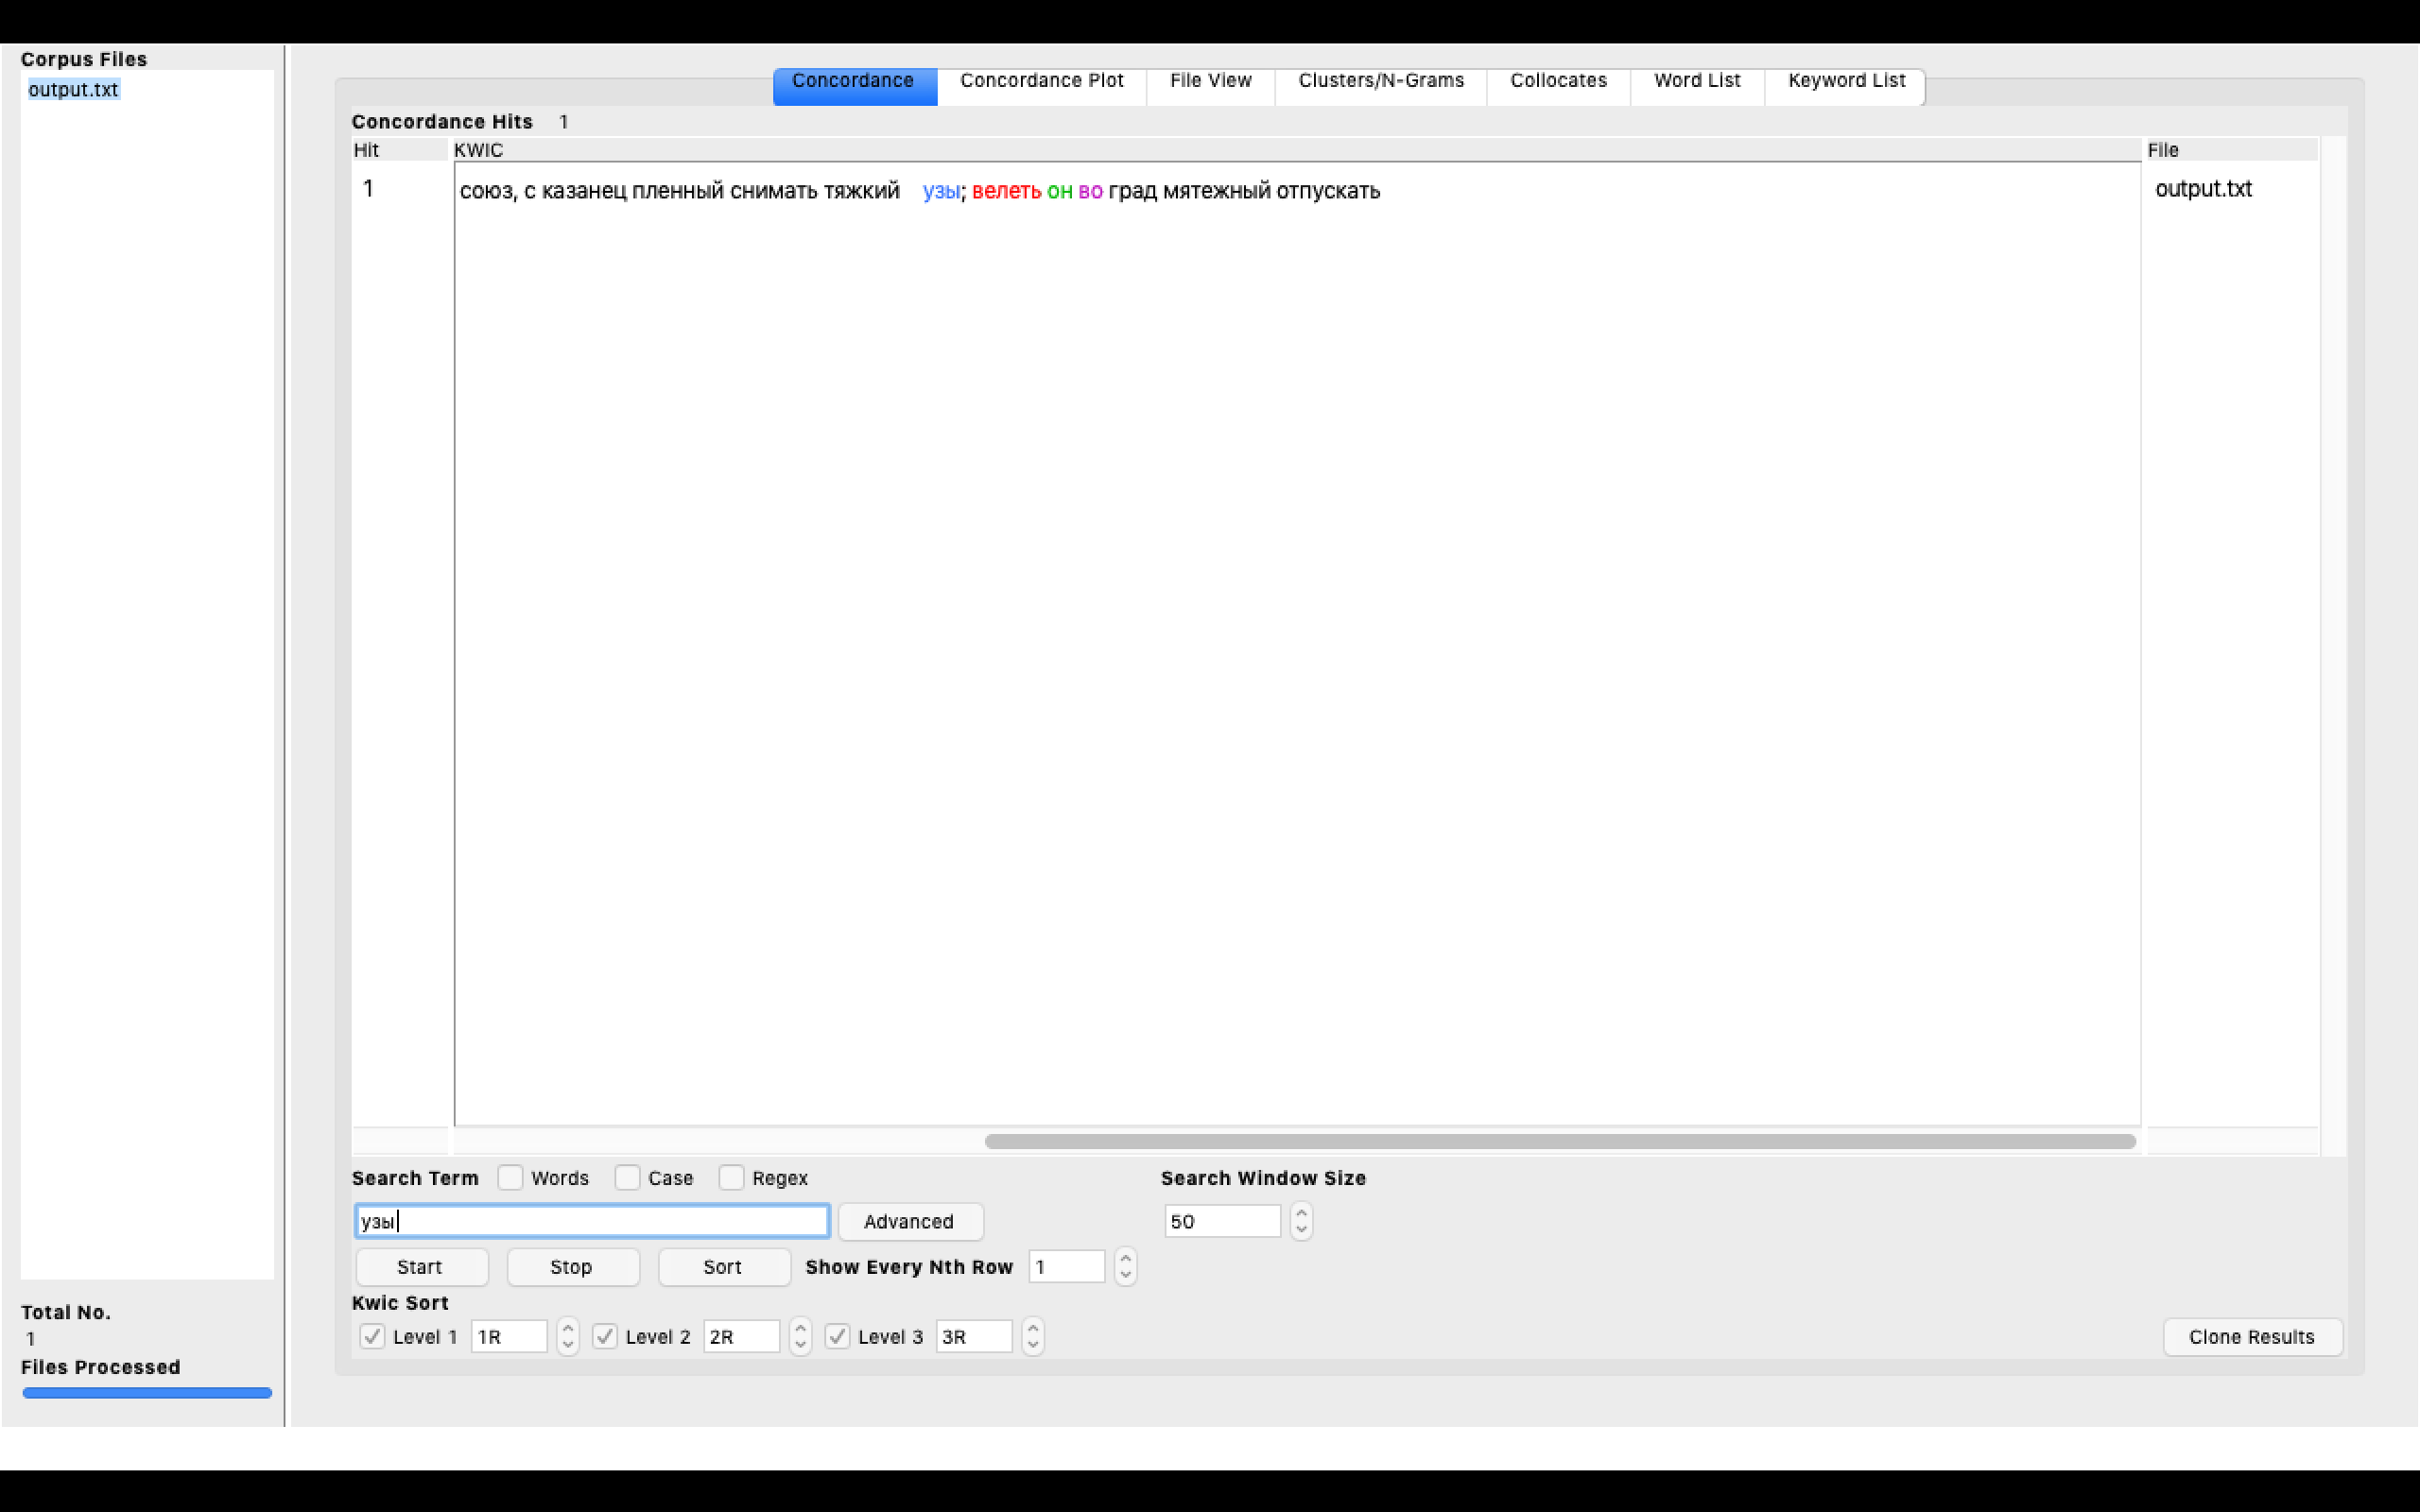 Corpus Files
output.txt
Concordance Concordance Plot File View Clusters/N-Grams Collocates Word List Keyword List
Concordance Hits 1
Hit KWIC File
1 союз, с казанец пленный снимать тяжкий узы; велеть он во град мятежный отпускать output.txt
Search Term Words Case Regex Search Window Size
узы Advanced 50
Start Stop Sort Show Every Nth Row 1
Kwic Sort
Level 1 1R Level 2 2R Level 3 3R Clone Results
Total No.
1
Files Processed